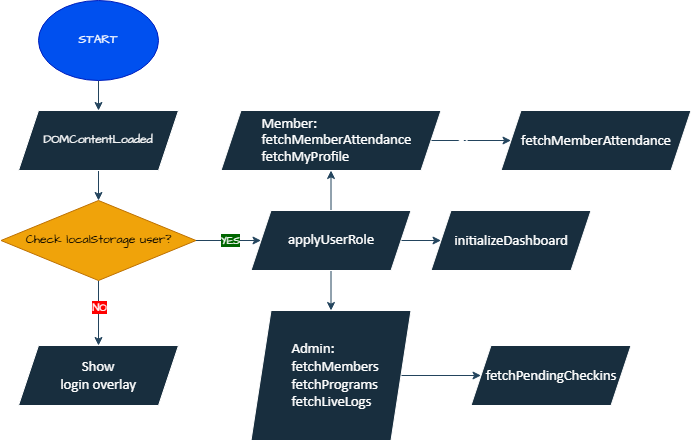 START
DOMContentLoaded
Member:
fetchMemberAttendance
fetchMyProfile
fetchMemberAttendance
Check localStorage user?
YES
applyUserRole
initializeDashboard
NO
Show
login overlay
Admin:
fetchMembers
fetchPrograms
fetchLiveLogs
fetchPendingCheckins